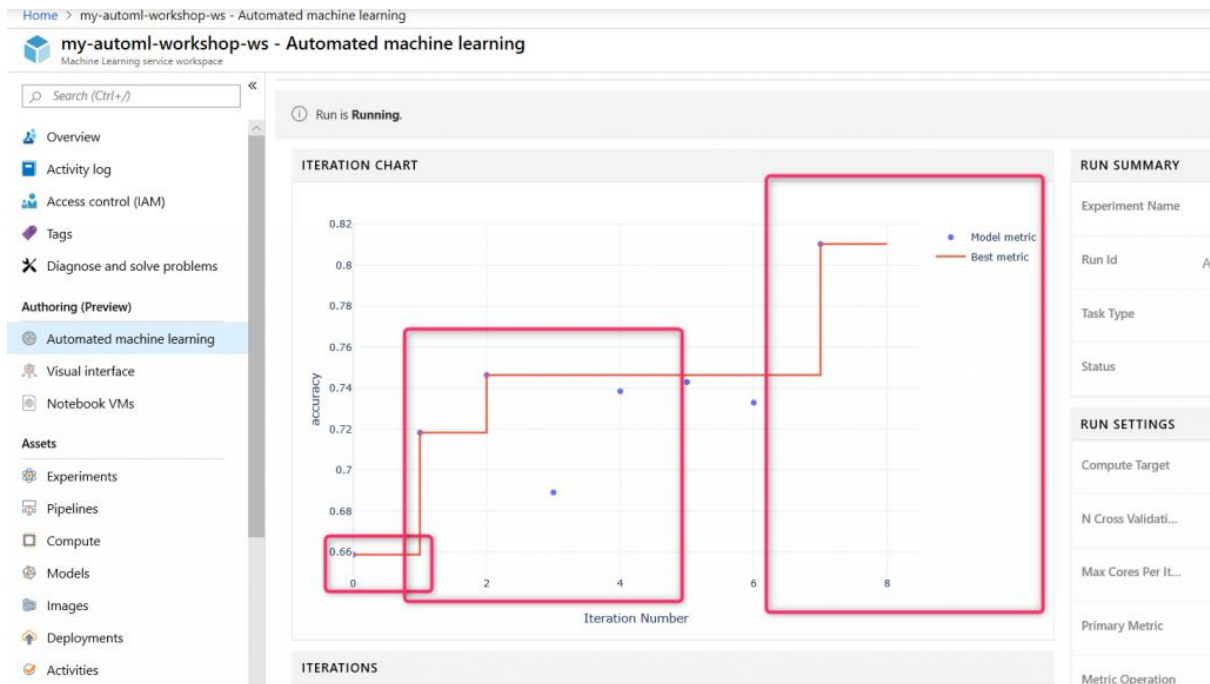 Home > my-automl-workshop-ws - Automated machine learning
my-automl-workshop-ws - Automated machine learning
Machine Learning service workspace
Search (Ctrl+/)
«
Overview
Activity log
Access control (IAM)
Tags
Diagnose and solve problems
Authoring (Preview)
Automated machine learning
Visual interface
Notebook VMs
Assets
Experiments
Pipelines
Compute
Models
Images
Deployments
Activities
Run is Running.
ITERATION CHART
0.82
0.8
0.78
0.76
0.74
0.72
0.7
0.68
0.66
accuracy
0 2 4 6 8
Iteration Number
Model metric
Best metric
ITERATIONS
RUN SUMMARY
Experiment Name
Run Id A
Task Type
Status
RUN SETTINGS
Compute Target
N Cross Validati...
Max Cores Per It...
Primary Metric
Metric Operation